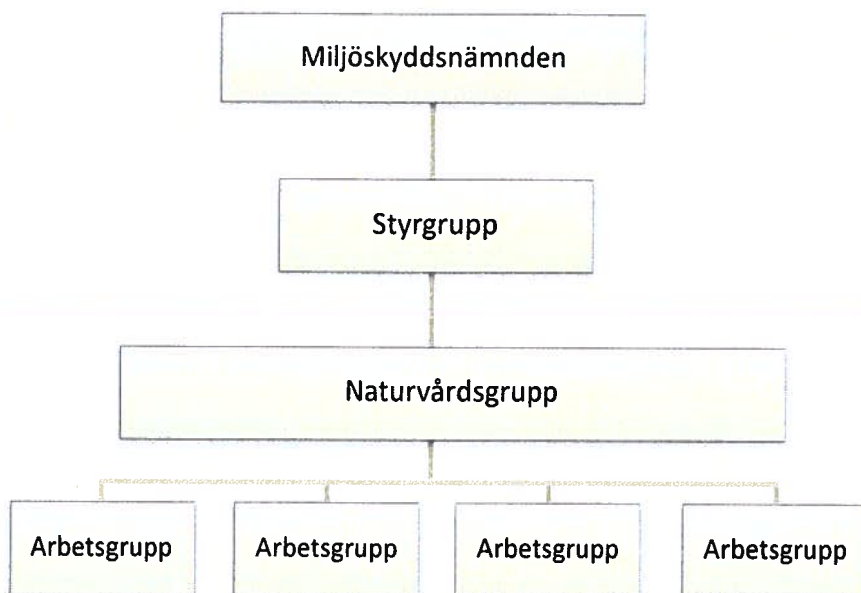 Miljöskyddsnämnden
Styrgrupp
Naturvårdsgrupp
Arbetsgrupp Arbetsgrupp Arbetsgrupp Arbetsgrupp